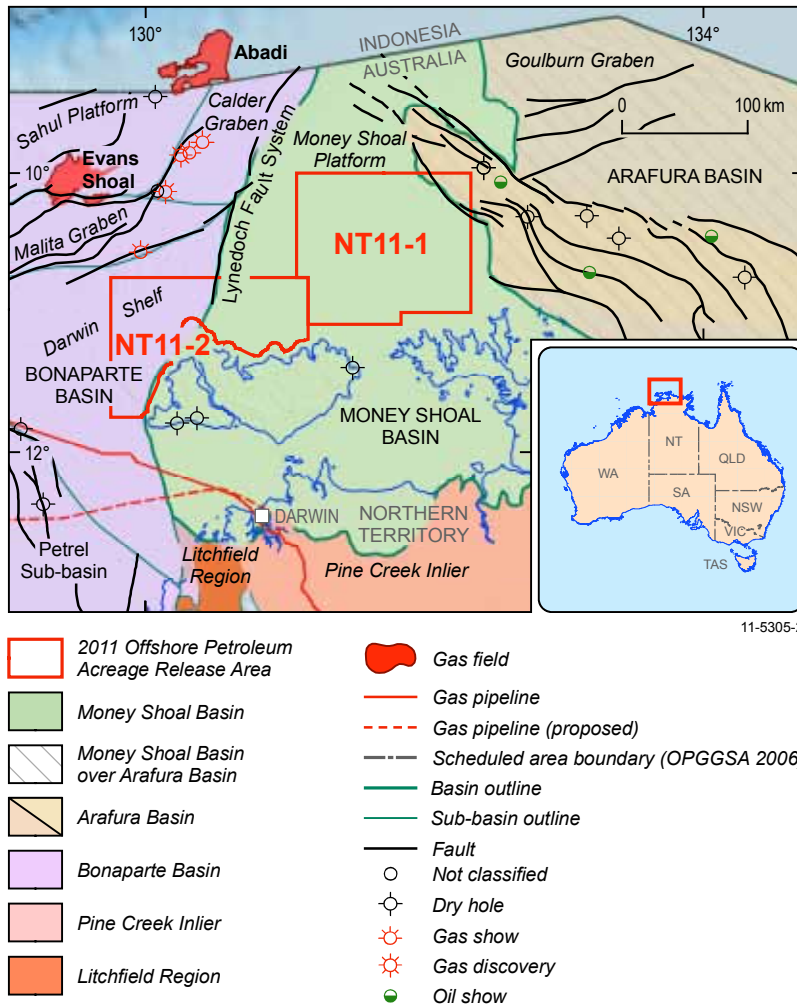 130°
134°
Abadi
INDONESIA
AUSTRALIA
Goulburn Graben
Sahul Platform
Calder
Graben
0
100 km
Lynedoch Fault System
Money Shoal
Platform
Evans
Shoal
10°
ARAFURA BASIN
Malita Graben
NT11-1
Darwin Shelf
NT11-2
BONAPARTE
BASIN
MONEY SHOAL
BASIN
12°
DARWIN
NORTHERN
TERRITORY
Petrel
Sub-basin
Litchfield
Region
Pine Creek Inlier
NT
QLD
WA
SA
NSW
VIC
TAS
11-5305-
2011 Offshore Petroleum
Acreage Release Area
Money Shoal Basin
Money Shoal Basin
over Arafura Basin
Arafura Basin
Bonaparte Basin
Pine Creek Inlier
Litchfield Region
Gas field
Gas pipeline
Gas pipeline (proposed)
Scheduled area boundary (OPGGSA 2006
Basin outline
Sub-basin outline
Fault
Not classified
Dry hole
Gas show
Gas discovery
Oil show